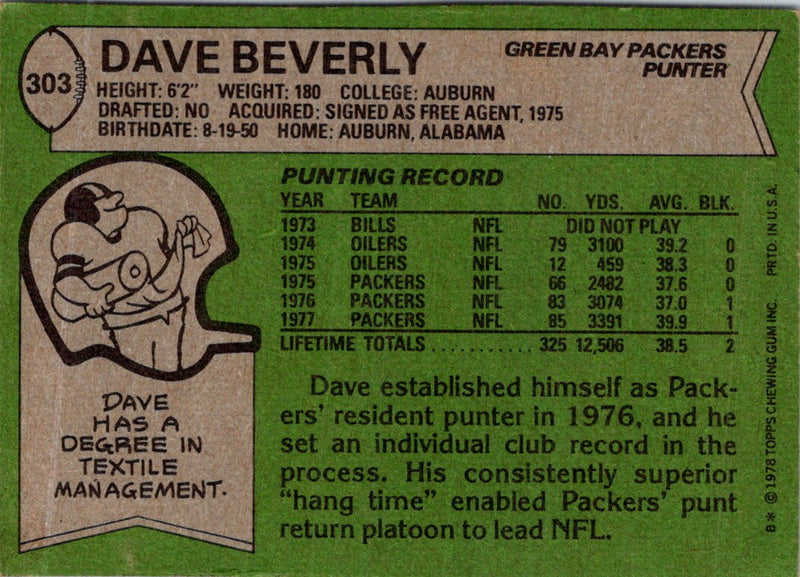 303
DAVE BEVERLY
GREEN BAY PACKERS
PUNTER
HEIGHT: 6'2" WEIGHT: 180 COLLEGE: AUBURN
DRAFTED: NO ACQUIRED: SIGNED AS FREE AGENT, 1975
BIRTHDATE: 8-19-50 HOME: AUBURN, ALABAMA
PUNTING RECORD
YEAR TEAM NO. YDS. AVG. BLK.
1973 BILLS NFL DID NOT PLAY
1974 OILERS NFL 79 3100 39.2 0
1975 OILERS NFL 12 459 38.3 0
1975 PACKERS NFL 66 2482 37.6 0
1976 PACKERS NFL 83 3074 37.0 1
1977 PACKERS NFL 85 3391 39.9 1
LIFETIME TOTALS .......... 325 12,506 38.5 2
DAVE
HAS A
DEGREE IN
TEXTILE
MANAGEMENT.
Dave established himself as Pack-
ers' resident punter in 1976, and he
set an individual club record in the
process. His consistently superior
"hang time" enabled Packers' punt
return platoon to lead NFL.
B* © 1978 TOPPS CHEWING GUM INC. PRTD. IN U.S.A.